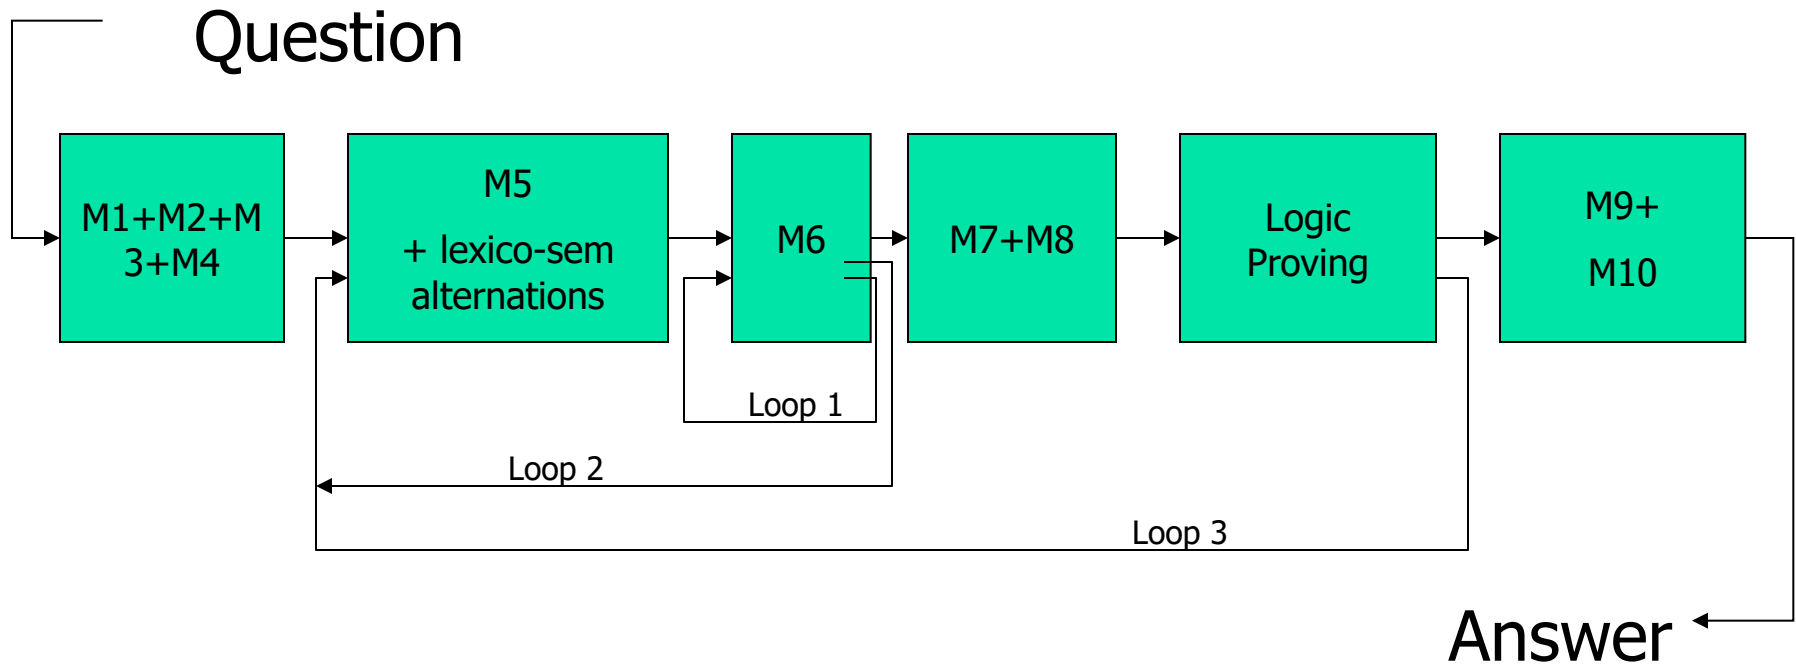 Question
M1+M2+M
3+M4
M5
+ lexico-sem
alternations
M6
M7+M8
Logic
Proving
M9+
M10
Loop 1
Loop 2
Loop 3
Answer